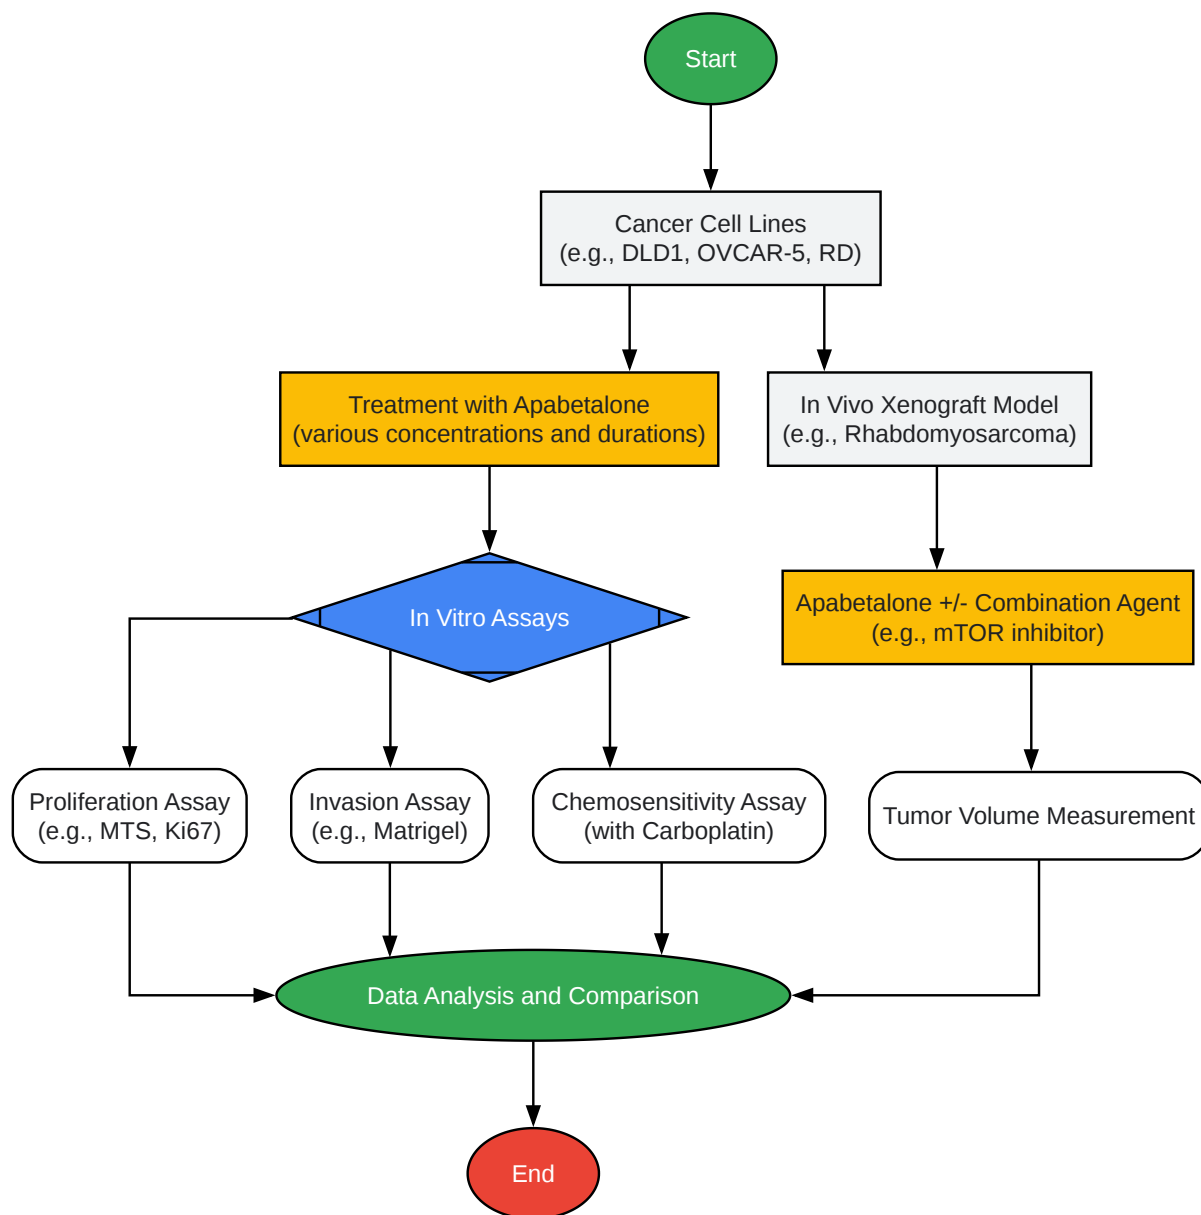 Start
Cancer Cell Lines
(e.g., DLD1, OVCAR-5, RD)
Treatment with Apabetalone
(various concentrations and durations)
In Vivo Xenograft Model
(e.g., Rhabdomyosarcoma)
In Vitro Assays
Apabetalone +/- Combination Agent
(e.g., mTOR inhibitor)
Proliferation Assay
(e.g., MTS, Ki67)
Invasion Assay
(e.g., Matrigel)
Chemosensitivity Assay
(with Carboplatin)
Tumor Volume Measurement
Data Analysis and Comparison
End